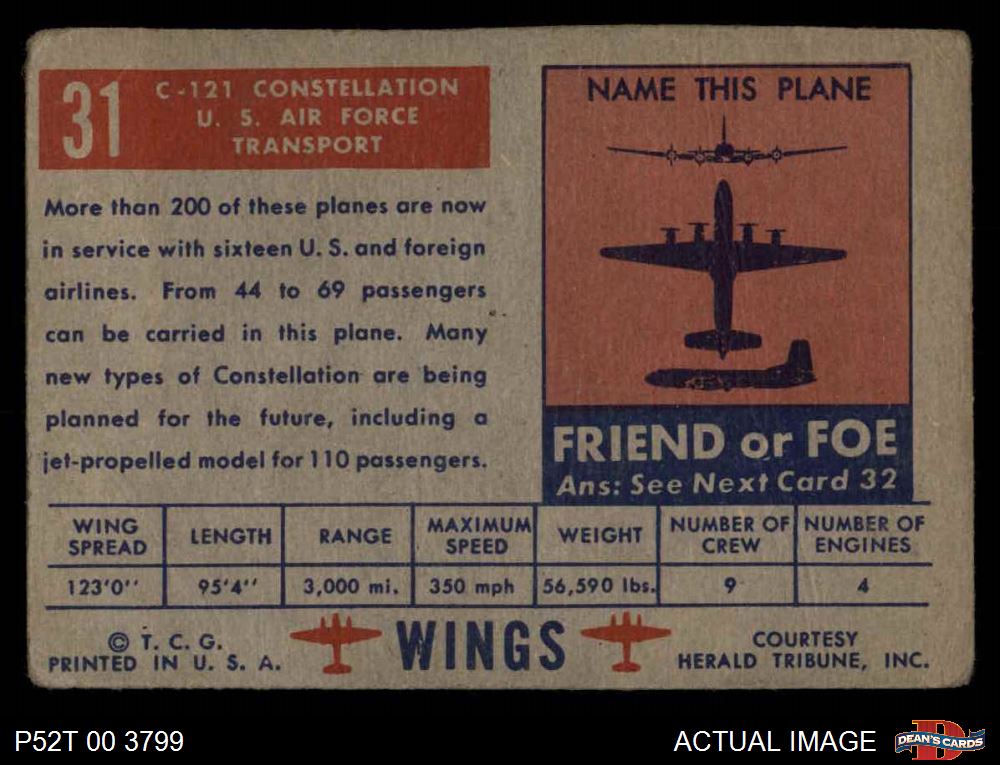 31
C-121 CONSTELLATION
U. S. AIR FORCE
TRANSPORT
More than 200 of these planes are now
in service with sixteen U. S. and foreign
airlines. From 44 to 69 passengers
can be carried in this plane. Many
new types of Constellation are being
planned for the future, including a
jet-propelled model for 110 passengers.
NAME THIS PLANE
FRIEND or FOE
Ans: See Next Card 32
WING SPREAD LENGTH RANGE MAXIMUM SPEED WEIGHT NUMBER OF CREW NUMBER OF ENGINES
123'0'' 95'4'' 3,000 mi. 350 mph 56,590 lbs. 9 4
© T. C. G.
PRINTED IN U. S. A.
WINGS
COURTESY
HERALD TRIBUNE, INC.
P52T 00 3799
ACTUAL IMAGE
D
DEAN'S CARDS